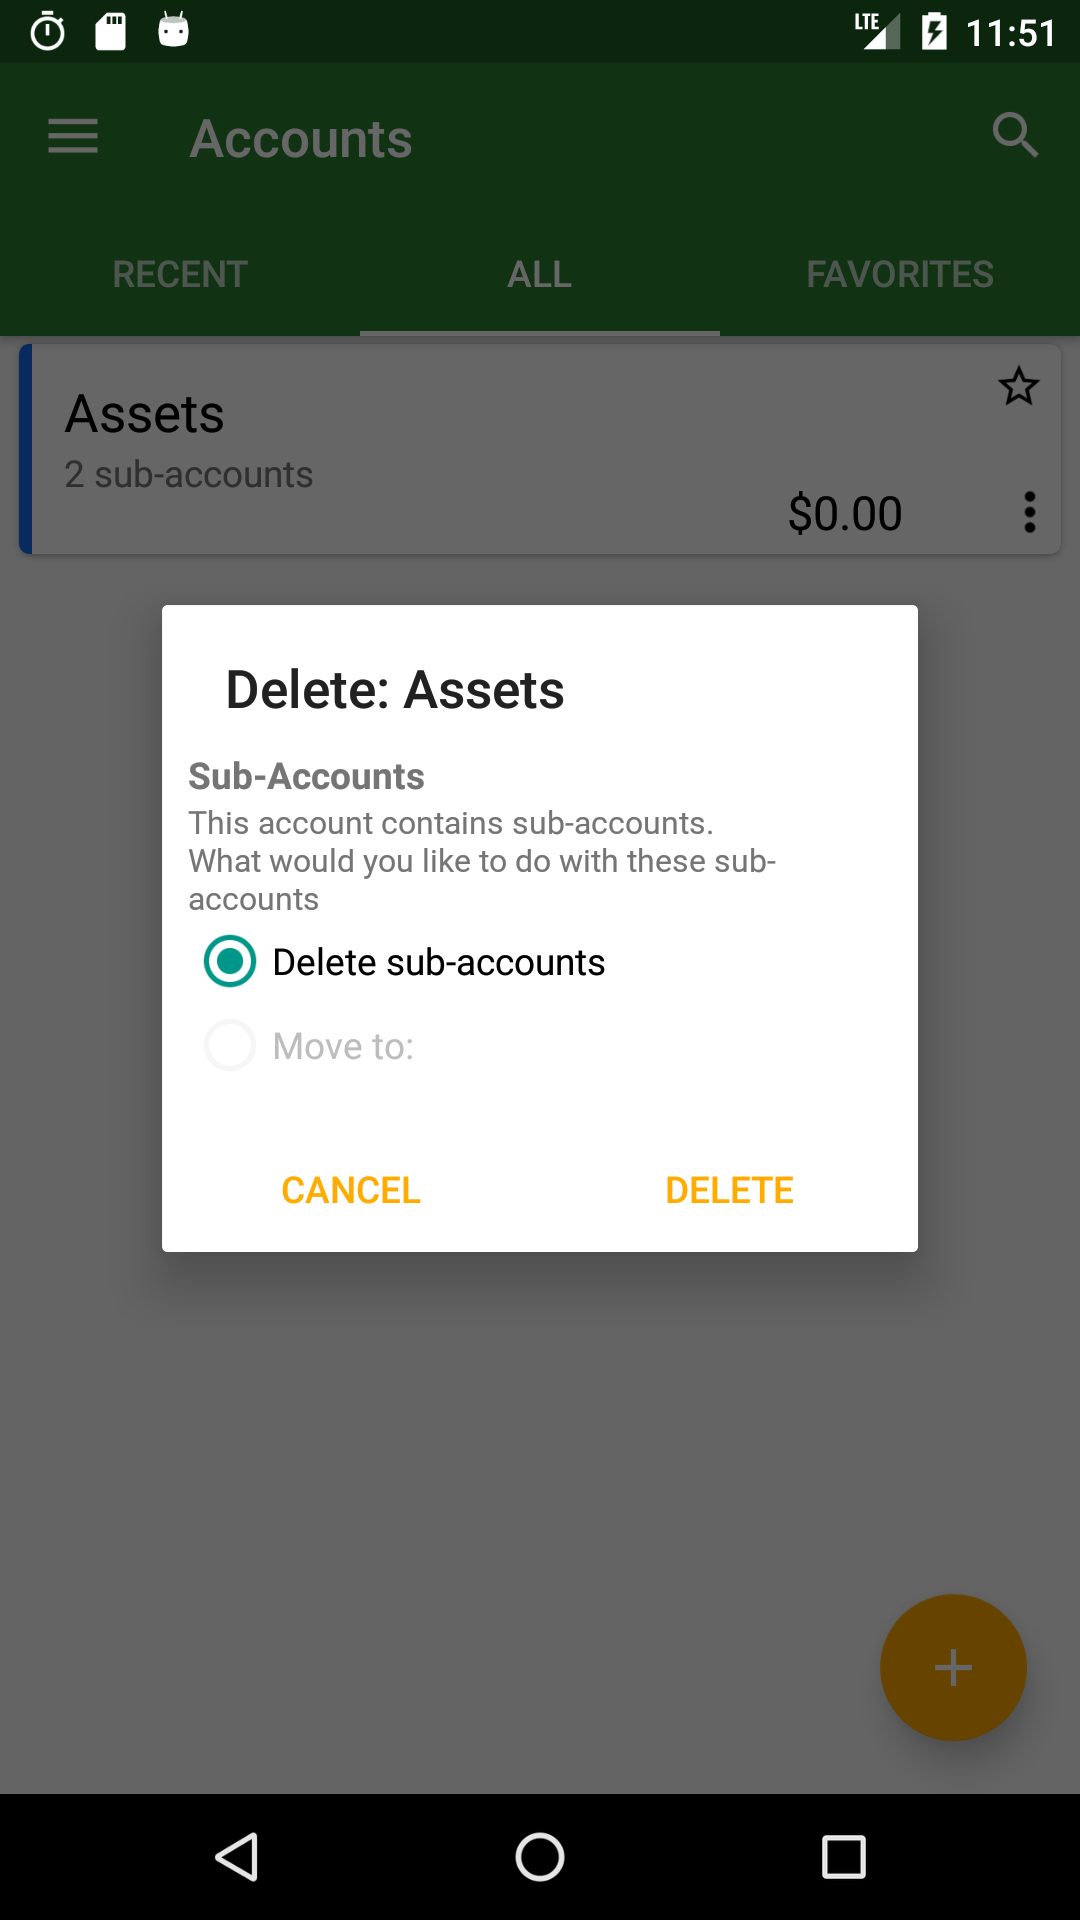 LTE 11:51
Accounts
RECENT ALL FAVORITES
Assets
2 sub-accounts
$0.00
Delete: Assets
Sub-Accounts
This account contains sub-accounts.
What would you like to do with these sub-
accounts
Delete sub-accounts
Move to:
CANCEL DELETE